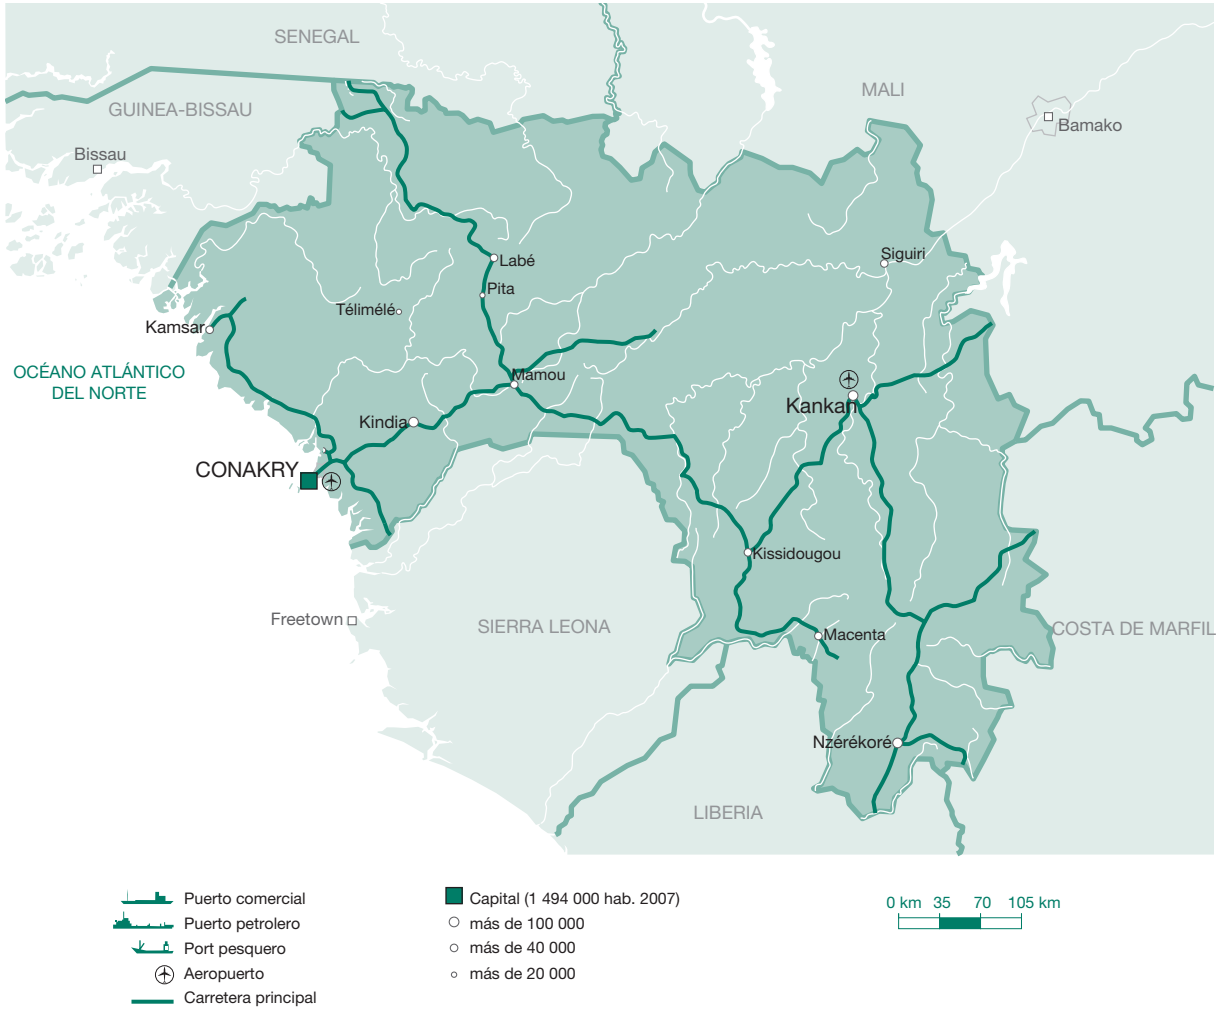 SENEGAL
MALI
GUINEA-BISSAU
Bamako
Bissau
Siguiri
Labé
Pita
Télimélé
Kamsar
OCÉANO ATLÁNTICO
DEL NORTE
Mamou
Kankan
Kindia
CONAKRY
Kissidougou
Freetown
SIERRA LEONA
Macenta
COSTA DE MARFIL
Nzérékoré
LIBERIA
Puerto comercial
Puerto petrolero
Port pesquero
Aeropuerto
Carretera principal
Capital (1 494 000 hab. 2007)
más de 100 000
más de 40 000
más de 20 000
0 km 35 70 105 km